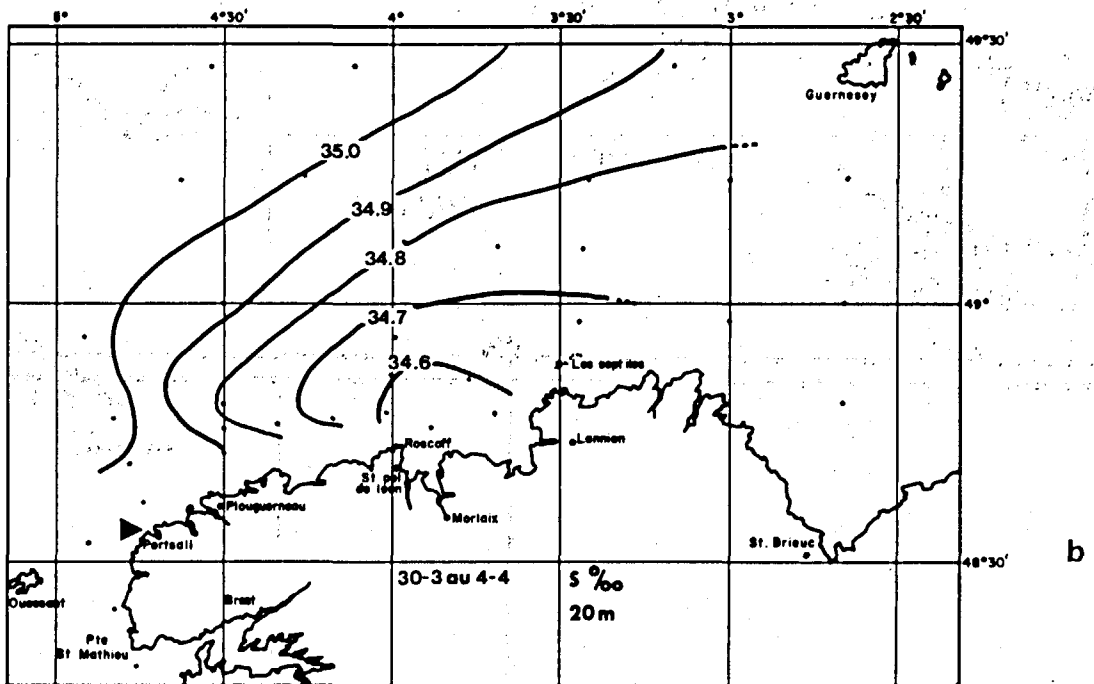 5° 4°30' 4° 3°30' 3° 2°30'
49°30'
Guernesey
35.0
34.9
34.8
49°
34.7
34.6
Les sept iles
Roscoff
Lannion
St pol
de leon
Plouguerneau
Morlaix
Portsall
St. Brieuc
b
48°30'
30-3 au 4-4
S %o
Ouessant
Brest
20m
Pte
St Mathieu